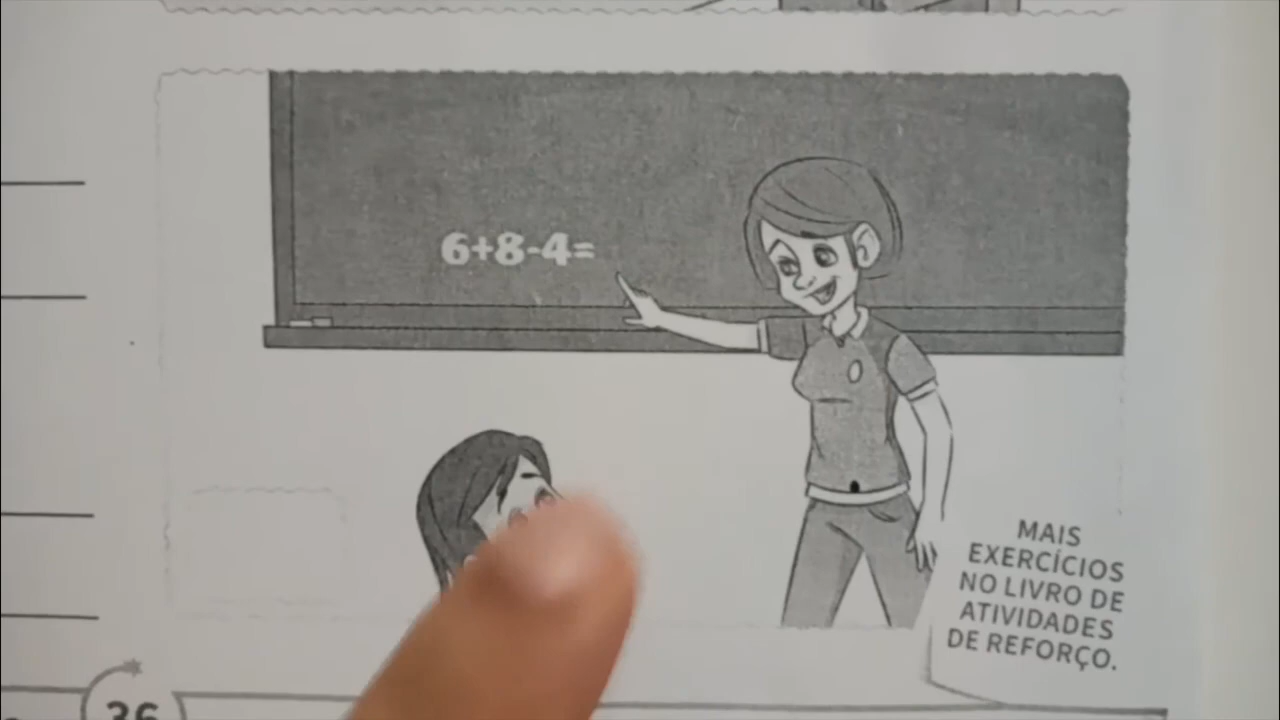 6+8-4=
MAIS
EXERCÍCIOS
NO LIVRO DE
ATIVIDADES
DE REFORÇO.
36